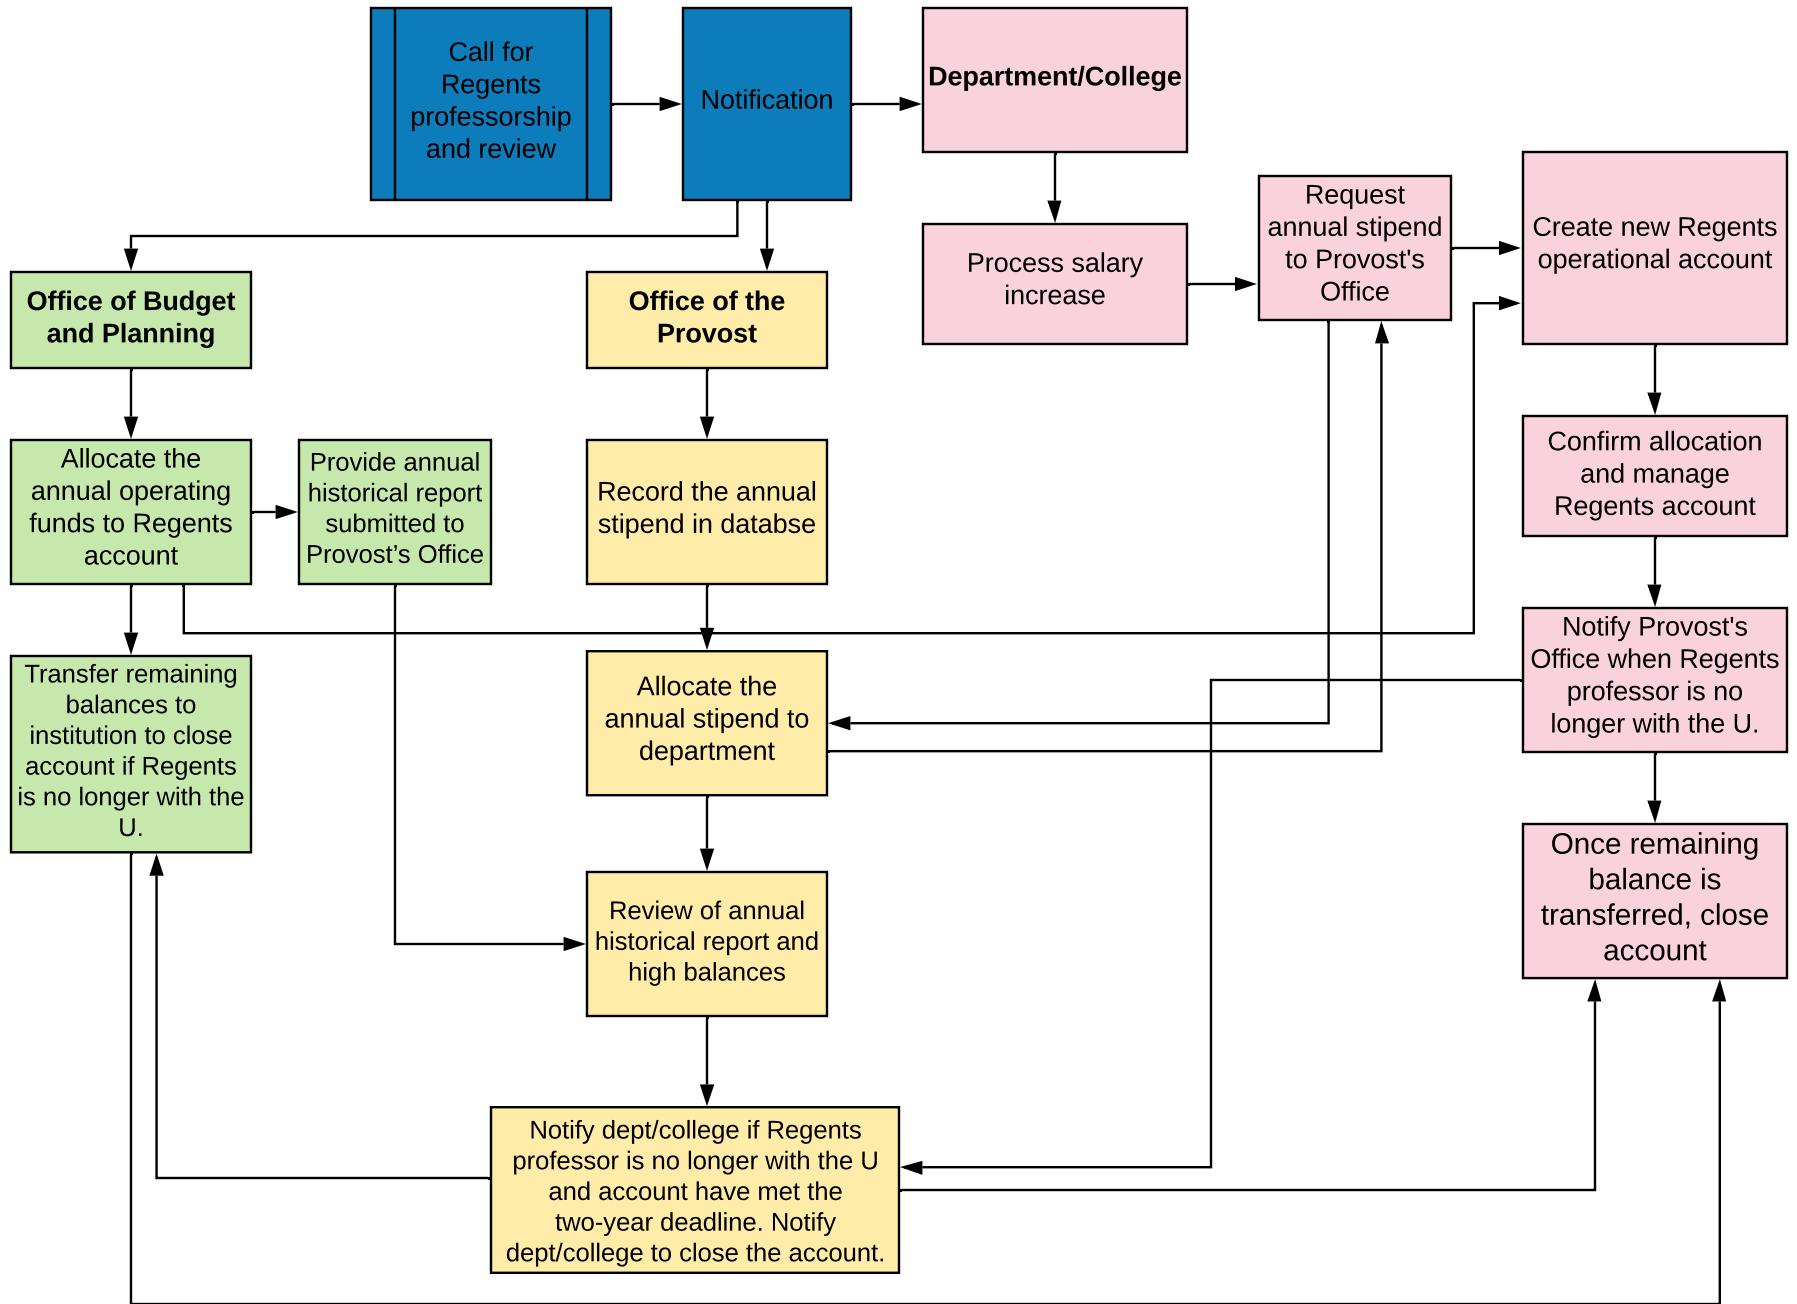 Call for
Regents
professorship
and review
Notification
Department/College
Request
annual stipend
to Provost's
Office
Create new Regents
operational account
Process salary
increase
Office of Budget
and Planning
Office of the
Provost
Allocate the
annual operating
funds to Regents
account
Provide annual
historical report
submitted to
Provost’s Office
Record the annual
stipend in databse
Confirm allocation
and manage
Regents account
Notify Provost's
Office when Regents
professor is no
longer with the U.
Transfer remaining
balances to
institution to close
account if Regents
is no longer with the
U.
Allocate the
annual stipend to
department
Once remaining
balance is
transferred, close
account
Review of annual
historical report and
high balances
Notify dept/college if Regents
professor is no longer with the U
and account have met the
two-year deadline. Notify
dept/college to close the account.